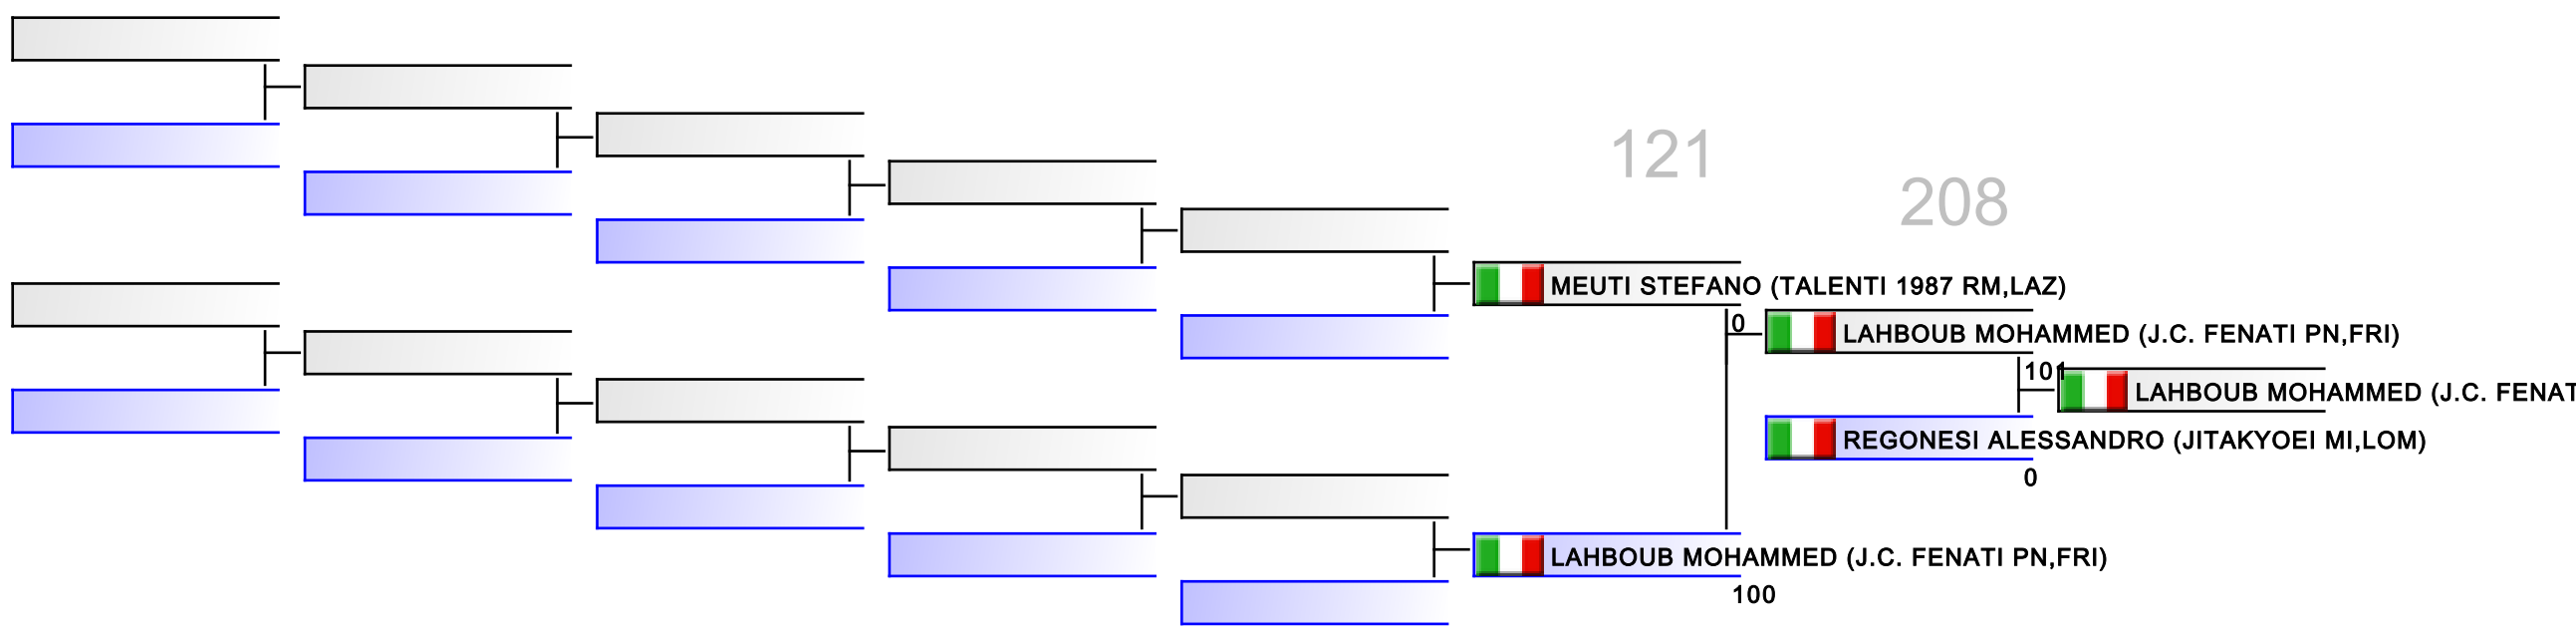 121
208
MEUTI STEFANO (TALENTI 1987 RM,LAZ)
0
LAHBOUB MOHAMMED (J.C. FENATI PN,FRI)
101
LAHBOUB MOHAMMED (J.C. FENAT
REGONESI ALESSANDRO (JITAKYOEI MI,LOM)
0
LAHBOUB MOHAMMED (J.C. FENATI PN,FRI)
100